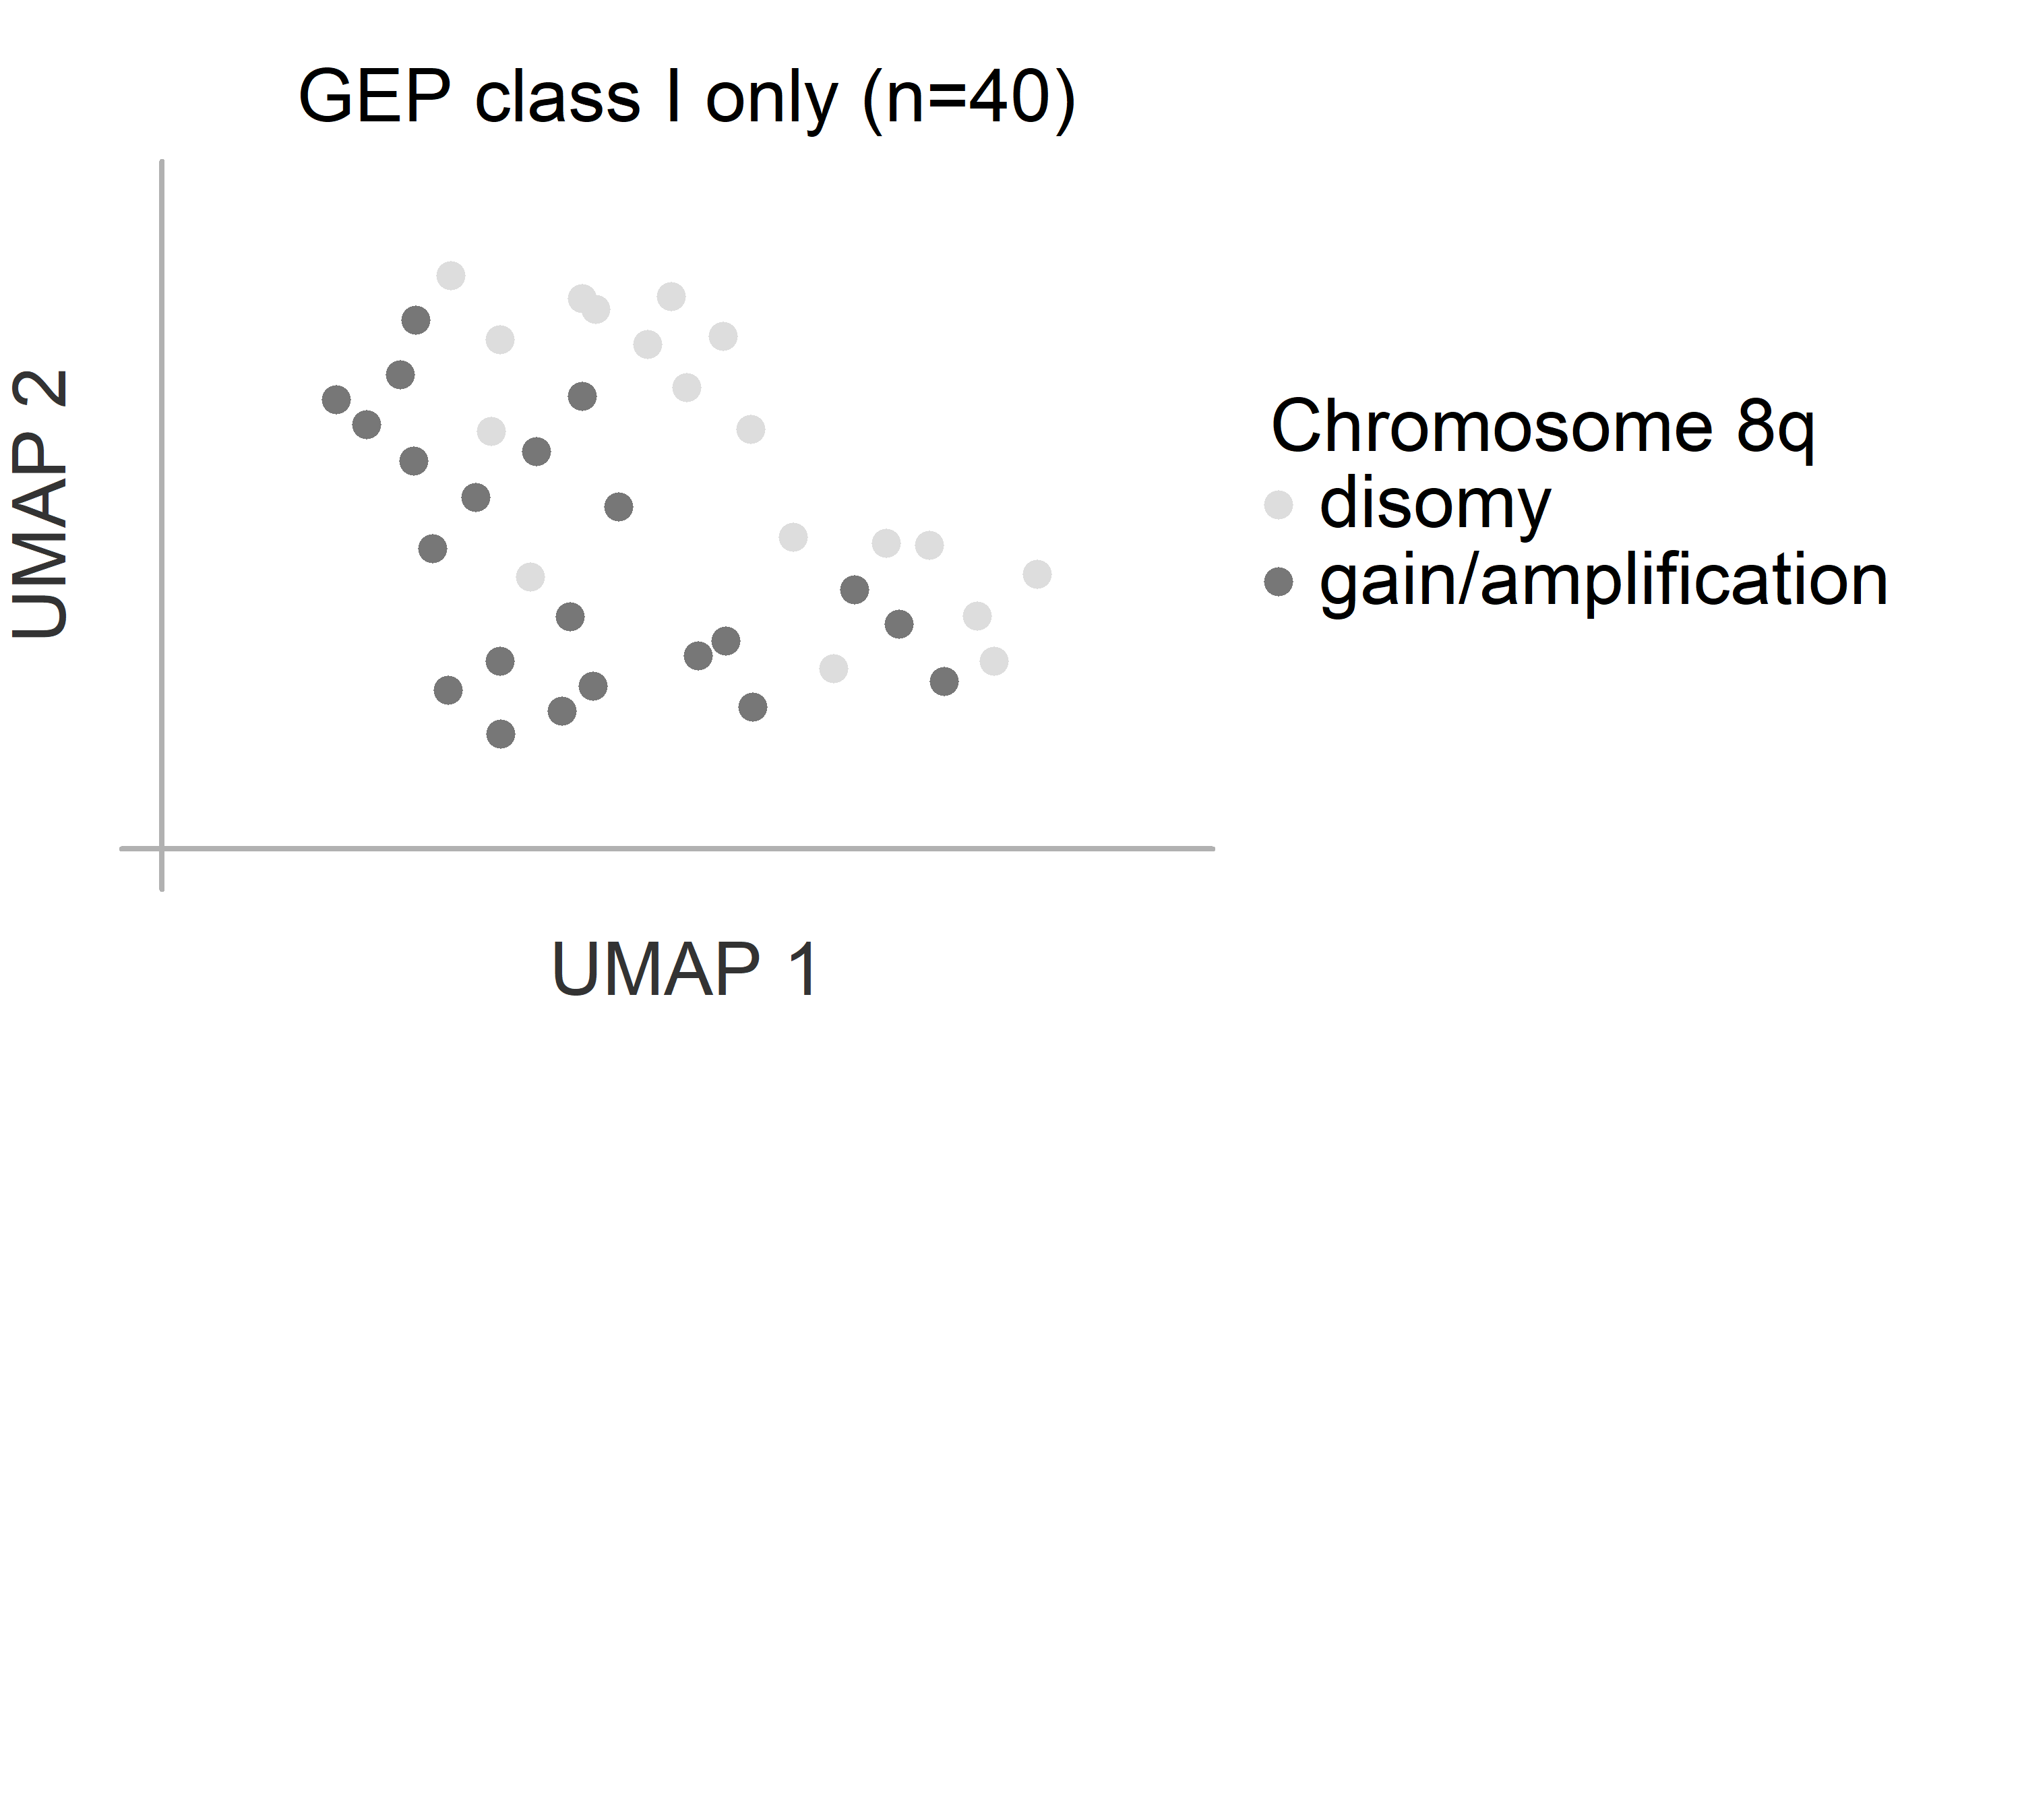 GEP class I only (n=40)
UMAP 2
Chromosome 8q
disomy
gain/amplification
UMAP 1